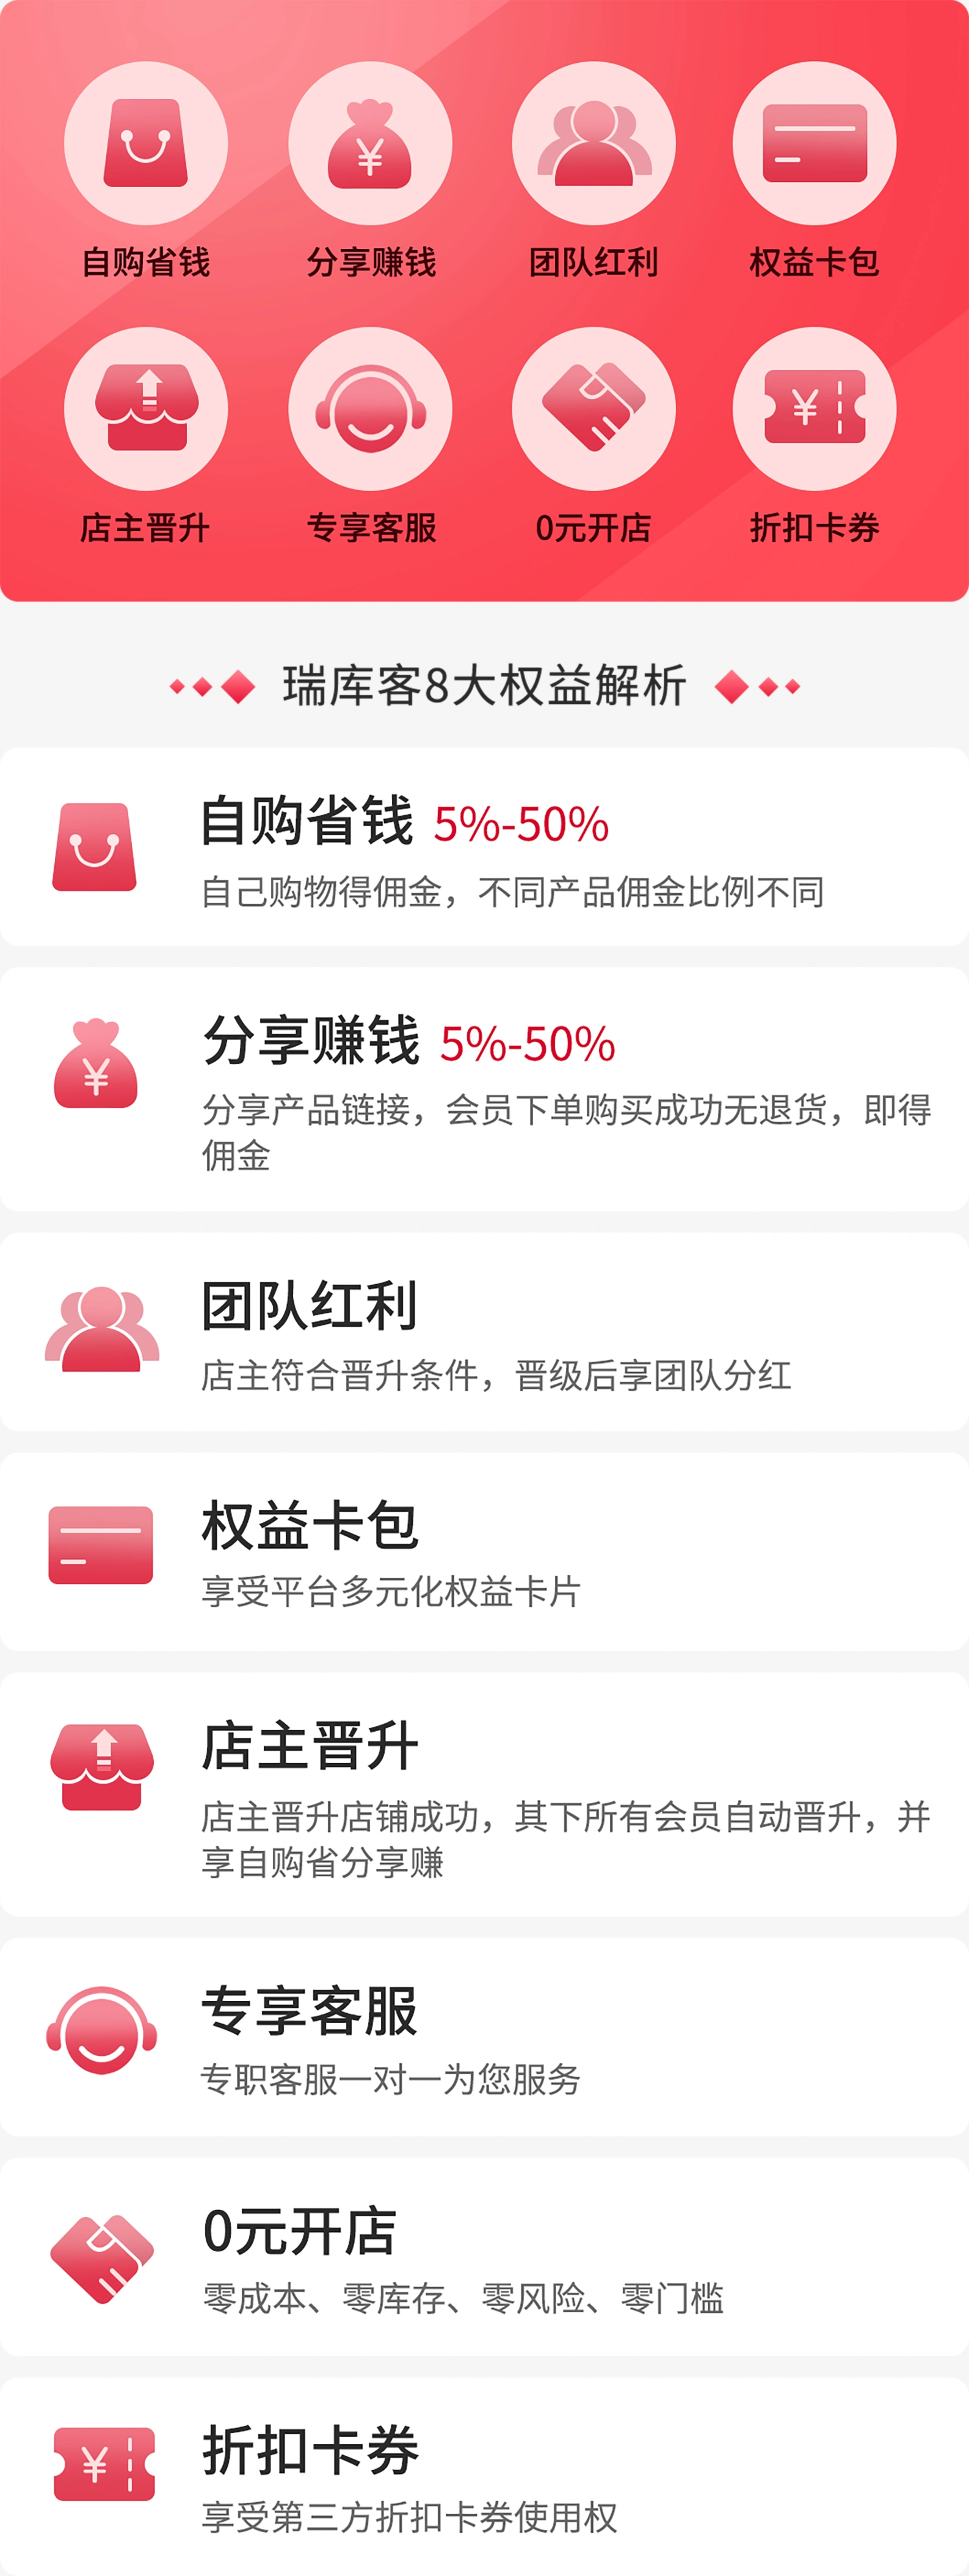 自购省钱 分享赚钱 团队红利 权益卡包
店主晋升 专享客服 0元开店 折扣卡券
瑞库客8大权益解析
自购省钱 5%-50%
自己购物得佣金，不同产品佣金比例不同
分享赚钱 5%-50%
分享产品链接，会员下单购买成功无退货，即得
佣金
团队红利
店主符合晋升条件，晋级后享团队分红
权益卡包
享受平台多元化权益卡片
店主晋升
店主晋升店铺成功，其下所有会员自动晋升，并
享自购省分享赚
专享客服
专职客服一对一为您服务
0元开店
零成本、零库存、零风险、零门槛
折扣卡券
享受第三方折扣卡券使用权